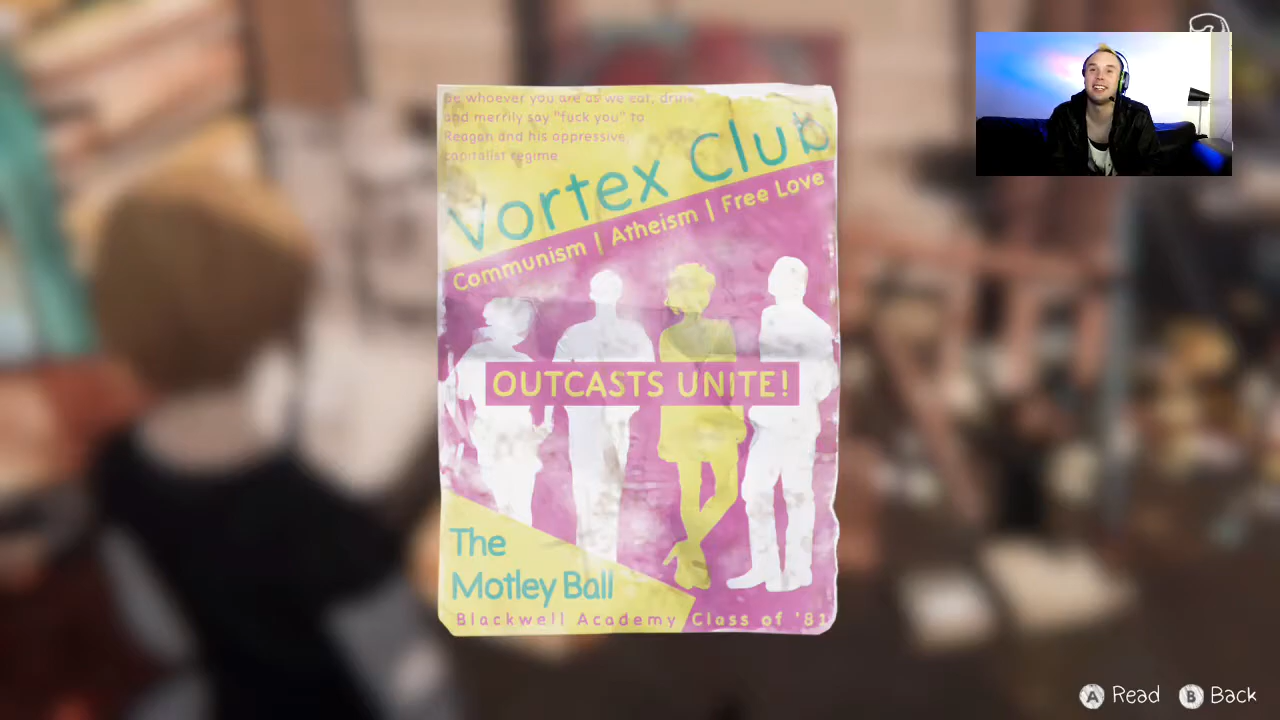 Be whoever you are as we eat, drink
and merrily say "fuck you" to
Reagan and his oppressive,
capitalist regime
Vortex Club
Communism | Atheism | Free Love
OUTCASTS UNITE!
The
Motley Ball
Blackwell Academy Class of '81
A Read B Back